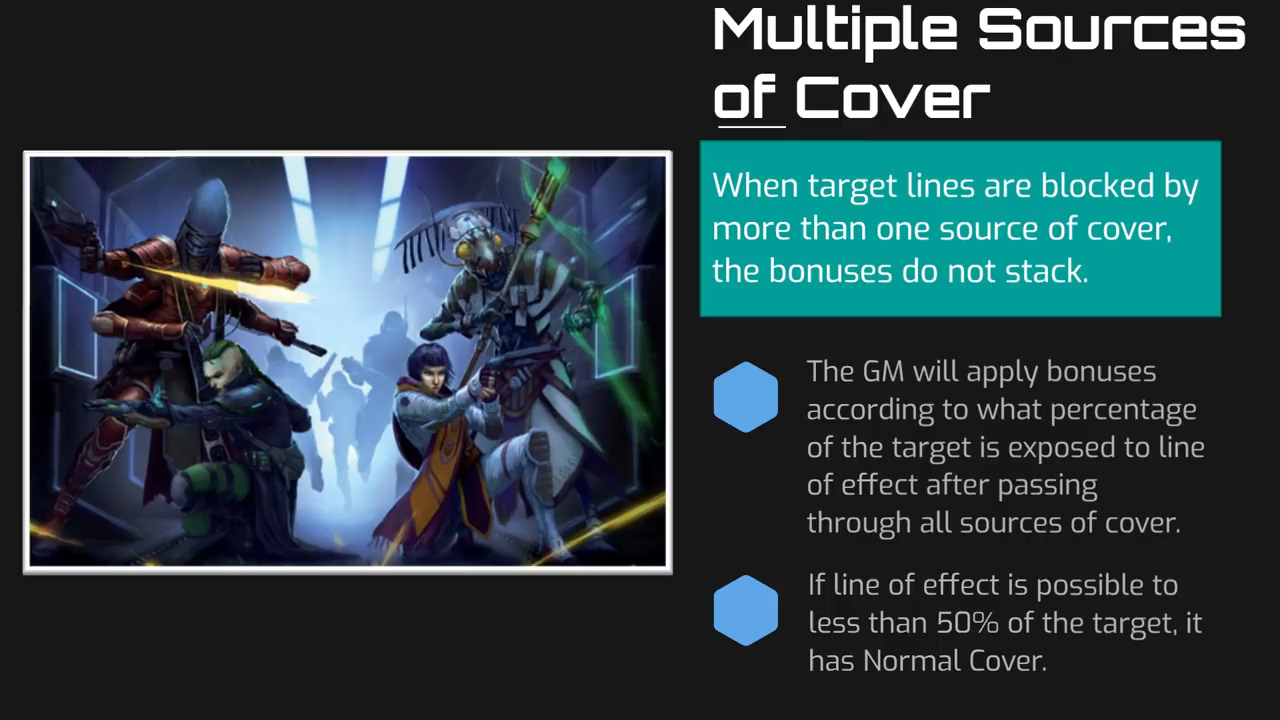 Multiple Sources
of Cover
When target lines are blocked by
more than one source of cover,
the bonuses do not stack.
The GM will apply bonuses
according to what percentage
of the target is exposed to line
of effect after passing
through all sources of cover.
If line of effect is possible to
less than 50% of the target, it
has Normal Cover.